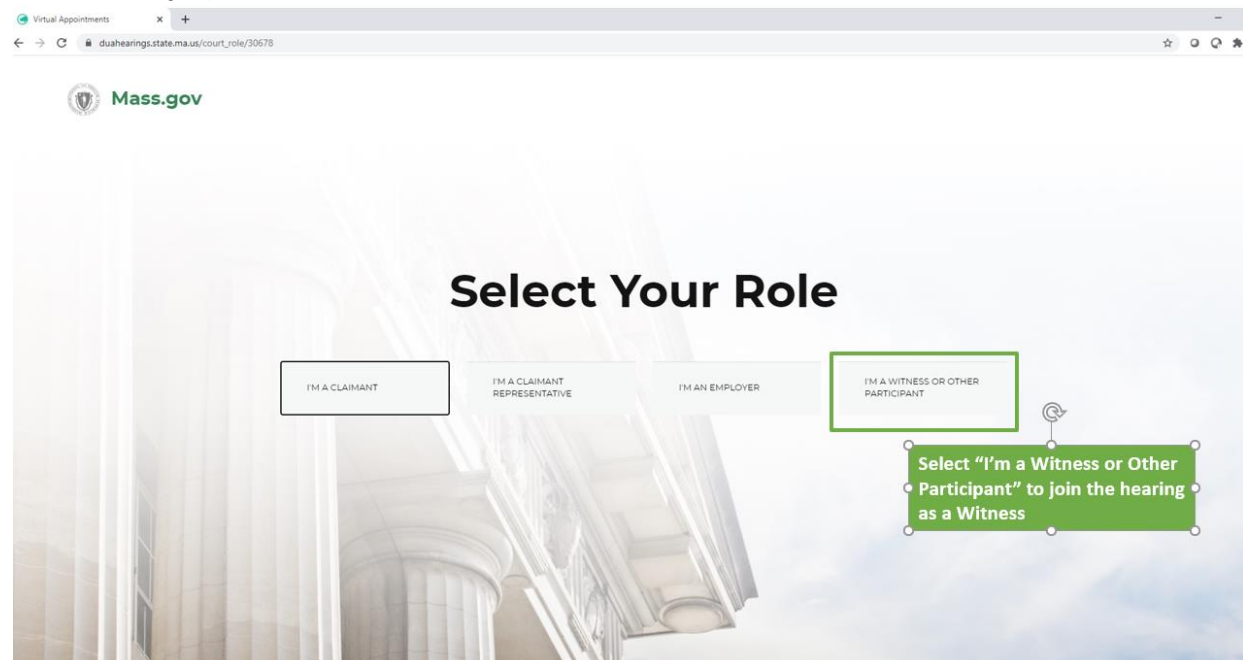 Virtual Appointments
duahearings.state.ma.us/court_role/30678
Mass.gov
Select Your Role
I'M A CLAIMANT
I'M A CLAIMANT
REPRESENTATIVE
I'M AN EMPLOYER
I'M A WITNESS OR OTHER
PARTICIPANT
Select “I’m a Witness or Other
Participant” to join the hearing
as a Witness